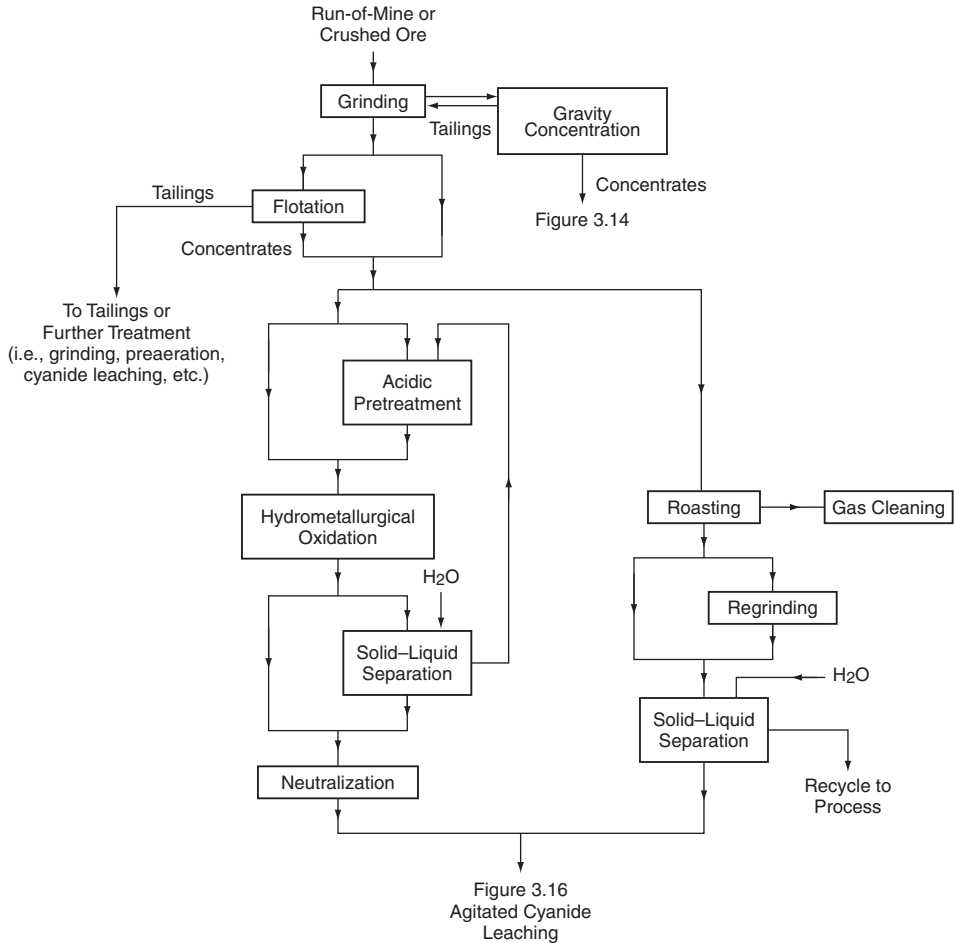 Run-of-Mine or
Crushed Ore
Grinding
Gravity
Concentration
Tailings
Concentrates
Figure 3.14
Tailings
Flotation
Concentrates
To Tailings or
Further Treatment
(i.e., grinding, preaeration,
cyanide leaching, etc.)
Acidic
Pretreatment
Hydrometallurgical
Oxidation
Roasting
Gas Cleaning
H2O
Solid–Liquid
Separation
Regrinding
H2O
Solid–Liquid
Separation
Neutralization
Recycle to
Process
Figure 3.16
Agitated Cyanide
Leaching